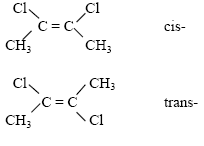 Cl Cl
C = C cis-
CH₃ CH₃
Cl CH₃
C = C trans-
CH₃ Cl